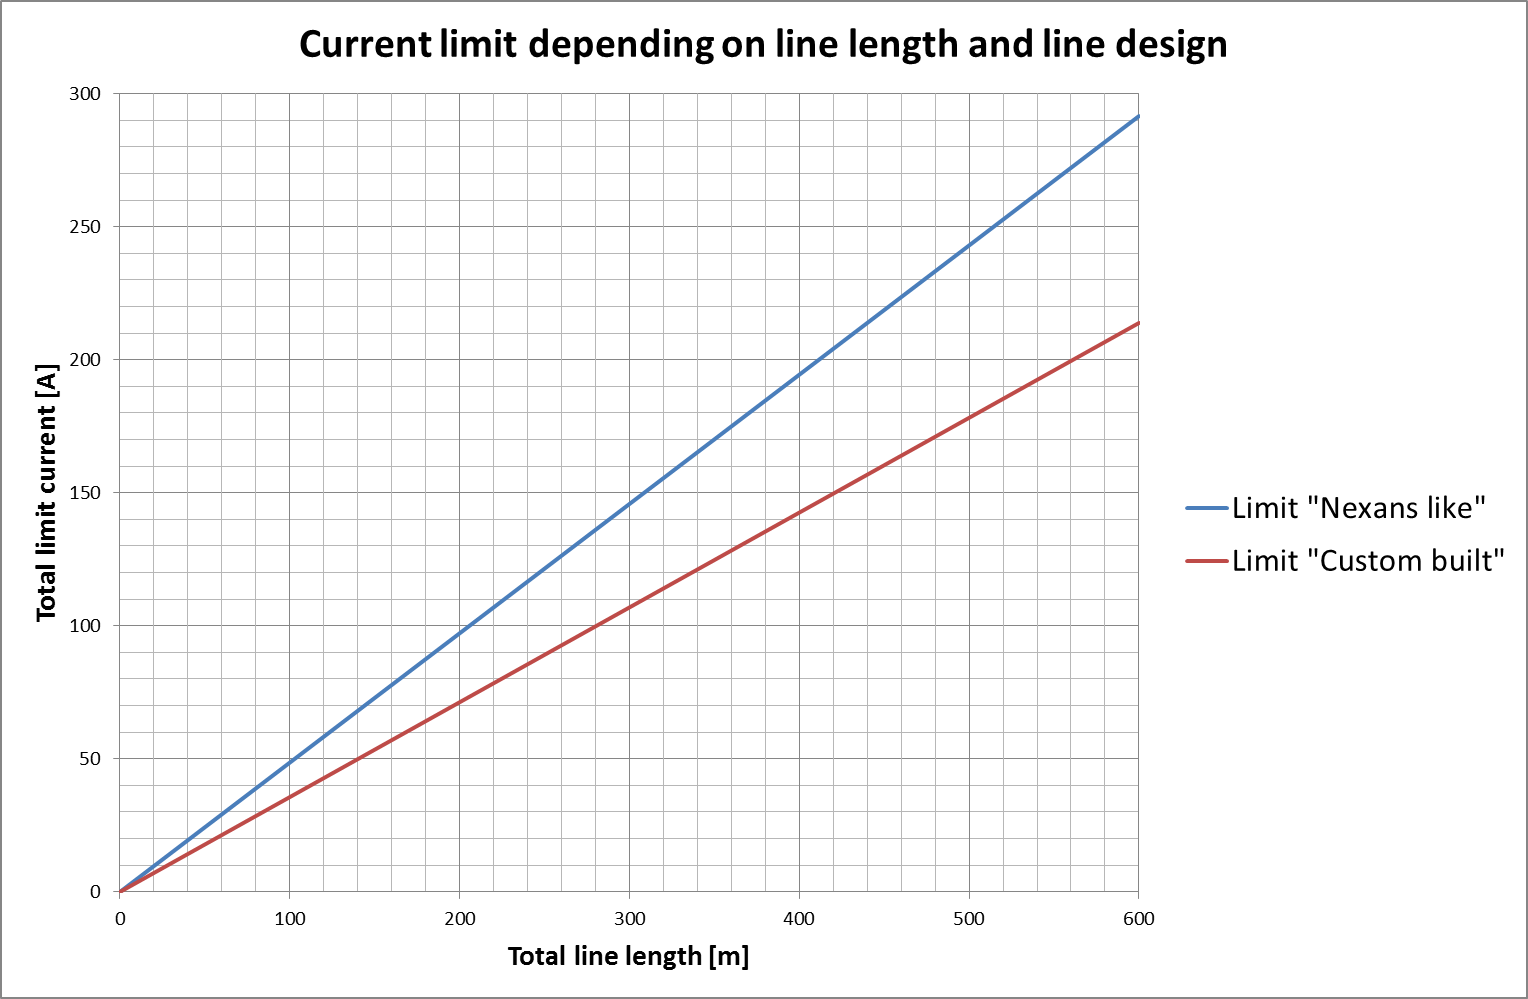 Current limit depending on line length and line design
300
250
200
150
100
50
0
0 100 200 300 400 500 600
Total limit current [A]
Total line length [m]
Limit "Nexans like"
Limit "Custom built"